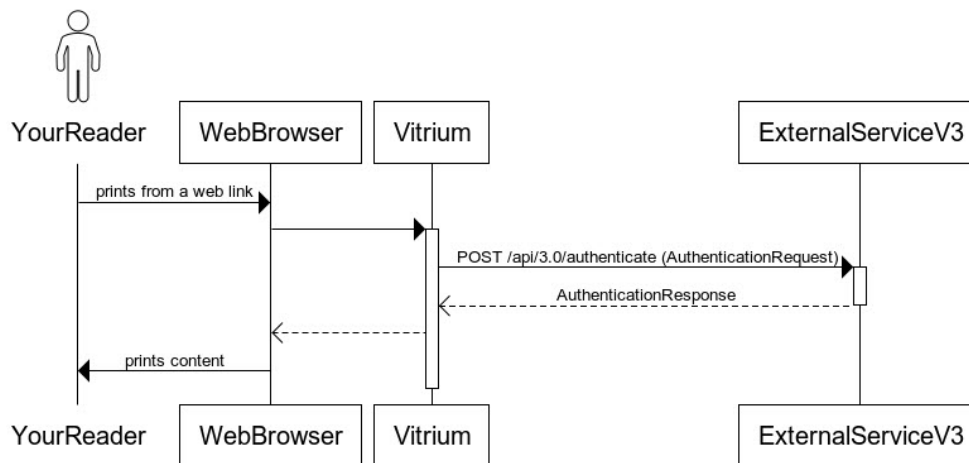 YourReader
WebBrowser
Vitrium
ExternalServiceV3
prints from a web link
POST /api/3.0/authenticate (AuthenticationRequest)
AuthenticationResponse
prints content
YourReader
WebBrowser
Vitrium
ExternalServiceV3